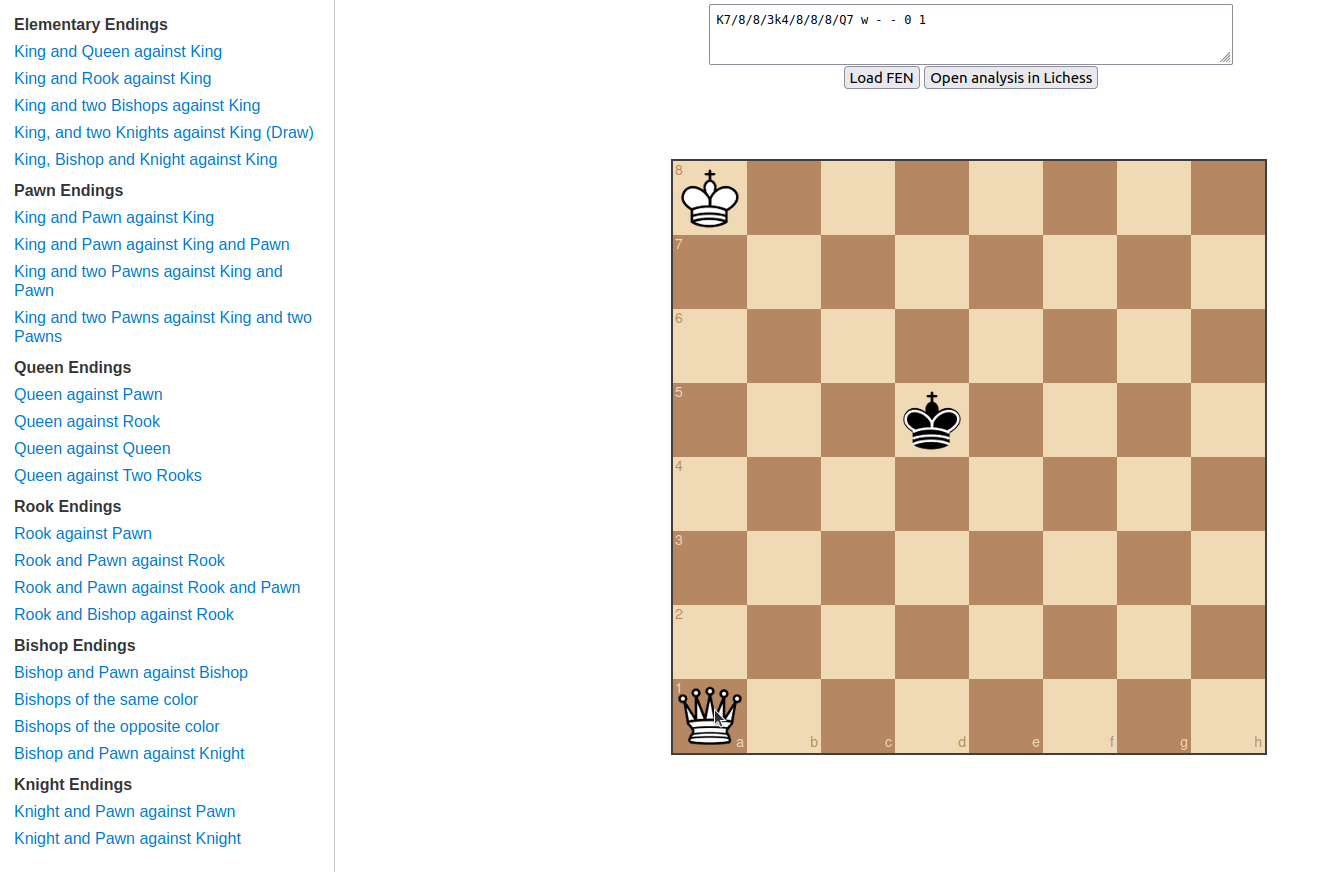 Elementary Endings
King and Queen against King
King and Rook against King
King and two Bishops against King
King, and two Knights against King (Draw)
King, Bishop and Knight against King
Pawn Endings
King and Pawn against King
King and Pawn against King and Pawn
King and two Pawns against King and
Pawn
King and two Pawns against King and two
Pawns
Queen Endings
Queen against Pawn
Queen against Rook
Queen against Queen
Queen against Two Rooks
Rook Endings
Rook against Pawn
Rook and Pawn against Rook
Rook and Pawn against Rook and Pawn
Rook and Bishop against Rook
Bishop Endings
Bishop and Pawn against Bishop
Bishops of the same color
Bishops of the opposite color
Bishop and Pawn against Knight
Knight Endings
Knight and Pawn against Pawn
Knight and Pawn against Knight
K7/8/8/3k4/8/8/8/Q7 w - - 0 1
Load FEN Open analysis in Lichess
8
7
6
5
4
3
2
1
a b c d e f g h